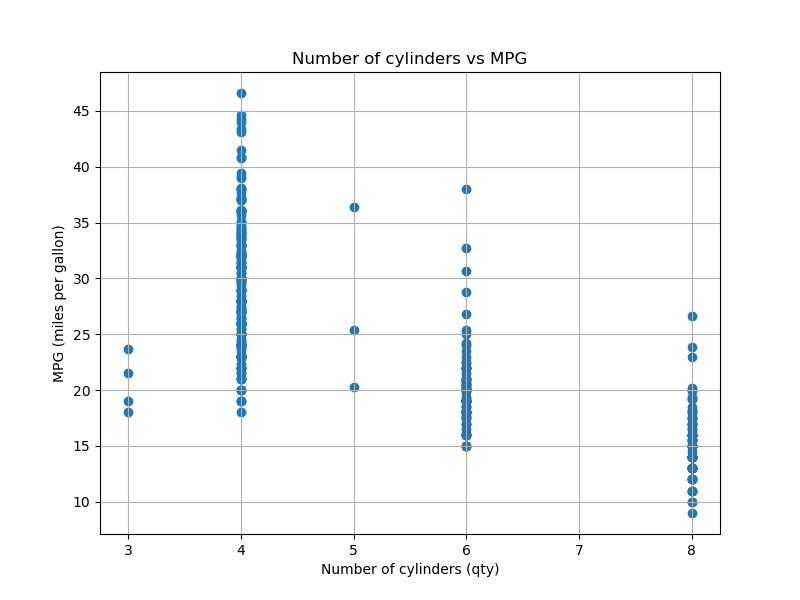 Number of cylinders vs MPG
MPG (miles per gallon)
45
40
35
30
25
20
15
10
3 4 5 6 7 8
Number of cylinders (qty)